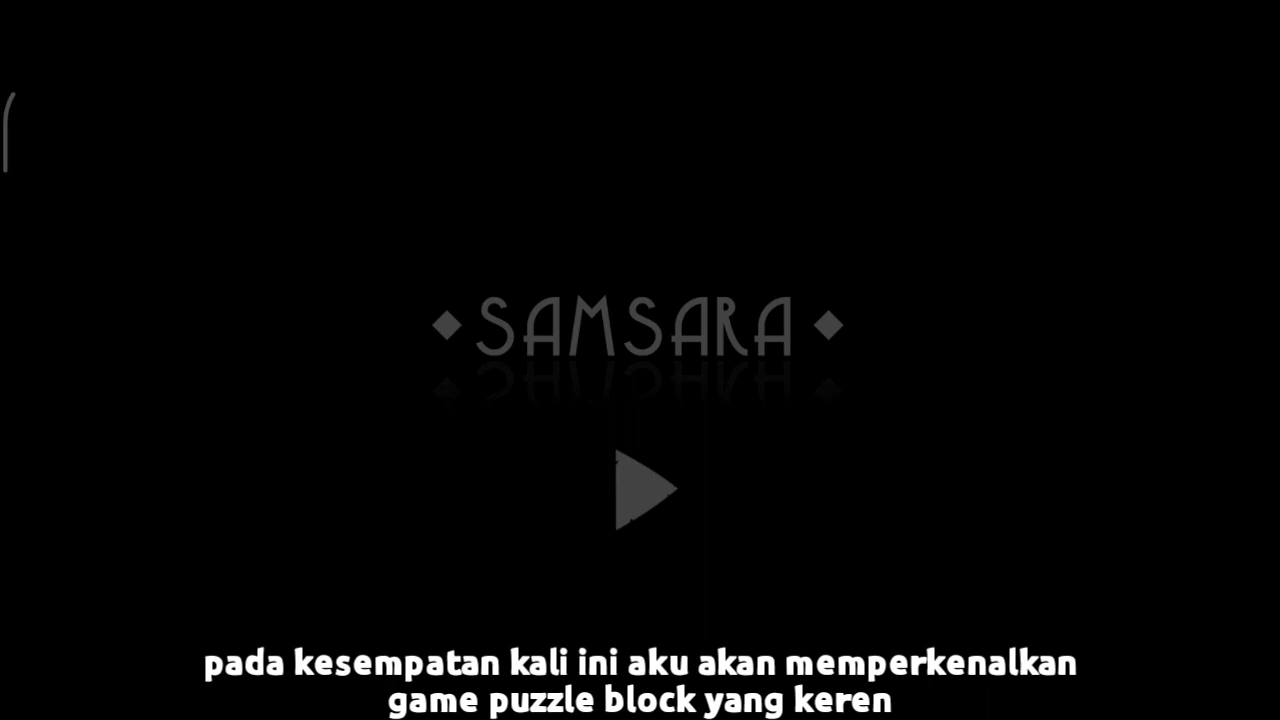 SAMSARA
pada kesempatan kali ini aku akan memperkenalkan
game puzzle block yang keren